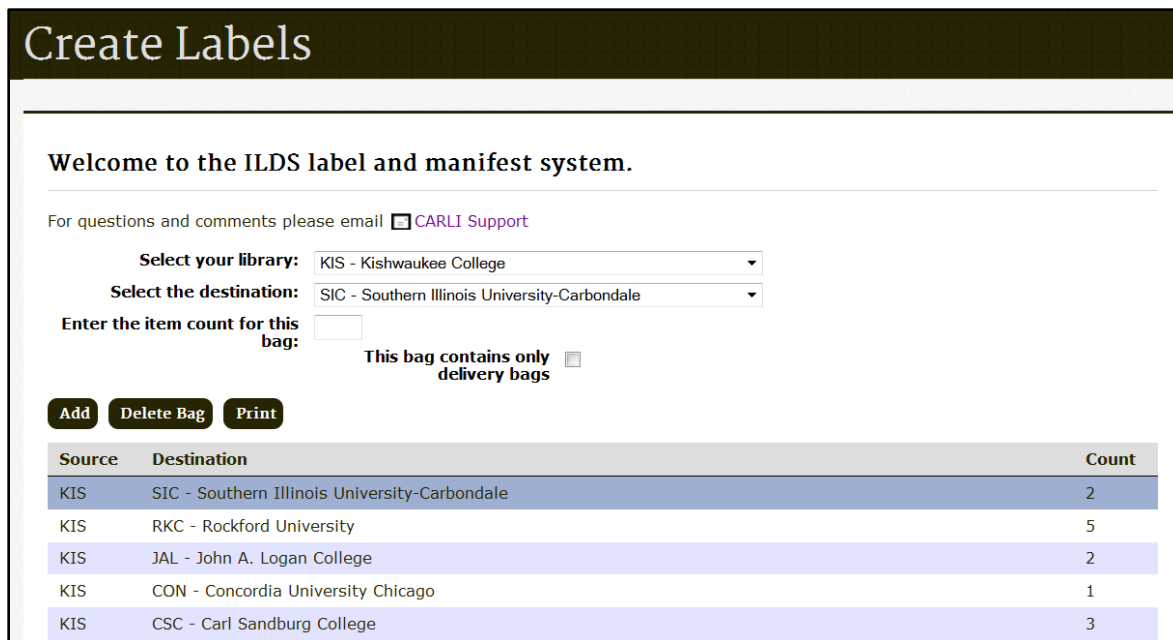 Create Labels
Welcome to the ILDS label and manifest system.
For questions and comments please email CARLI Support
Select your library: KIS - Kishwaukee College
Select the destination: SIC - Southern Illinois University-Carbondale
Enter the item count for this
bag:
This bag contains only
delivery bags
Add Delete Bag Print
Source Destination Count
KIS SIC - Southern Illinois University-Carbondale 2
KIS RKC - Rockford University 5
KIS JAL - John A. Logan College 2
KIS CON - Concordia University Chicago 1
KIS CSC - Carl Sandburg College 3